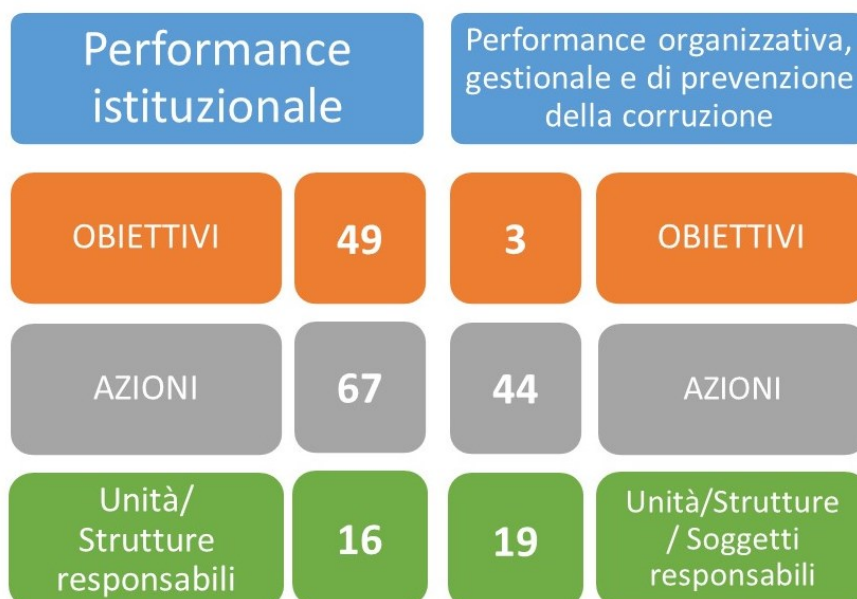 Performance
istituzionale
Performance organizzativa,
gestionale e di prevenzione
della corruzione
OBIETTIVI
49
3
OBIETTIVI
AZIONI
67
44
AZIONI
Unità/
Strutture
responsabili
16
19
Unità/Strutture
/ Soggetti
responsabili